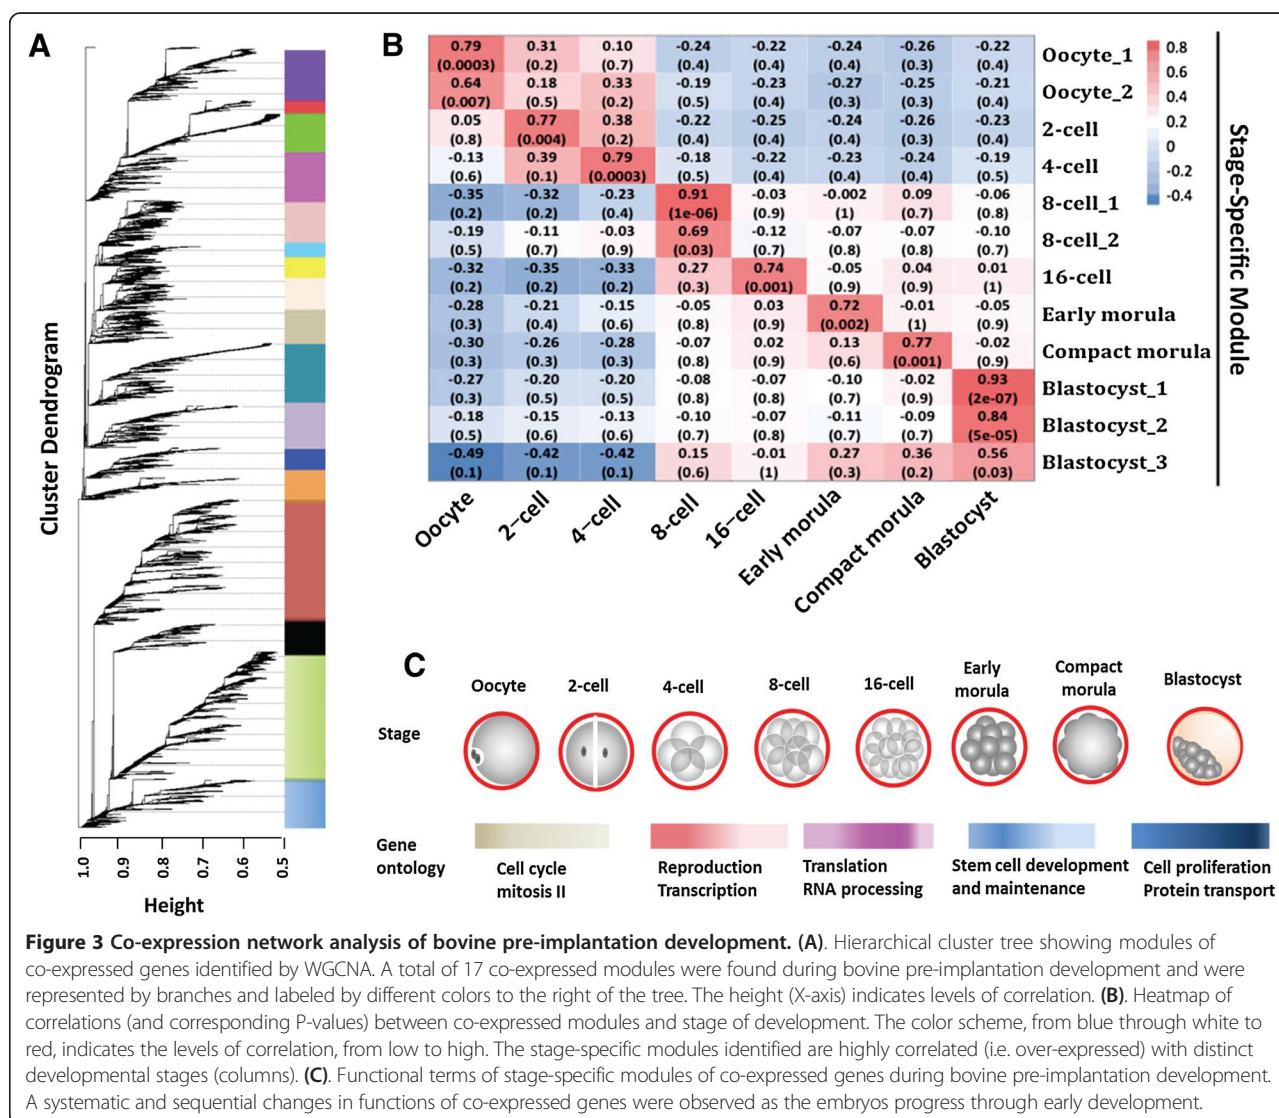 A
Cluster Dendrogram
1.0 0.9 0.8 0.7 0.6 0.5
Height
B
0.79 0.31 0.10 -0.24 -0.22 -0.24 -0.26 -0.22
(0.0003) (0.2) (0.7) (0.4) (0.4) (0.4) (0.3) (0.4)
Oocyte_1
0.64 0.18 0.33 -0.19 -0.23 -0.27 -0.25 -0.21
(0.007) (0.5) (0.2) (0.5) (0.4) (0.3) (0.3) (0.4)
Oocyte_2
0.05 0.77 0.38 -0.22 -0.25 -0.24 -0.26 -0.23
(0.8) (0.004) (0.2) (0.4) (0.4) (0.4) (0.3) (0.4)
2-cell
-0.13 0.39 0.79 -0.18 -0.22 -0.23 -0.24 -0.19
(0.6) (0.1) (0.0003) (0.5) (0.4) (0.4) (0.4) (0.5)
4-cell
-0.35 -0.32 -0.23 0.91 -0.03 -0.002 0.09 -0.06
(0.2) (0.2) (0.4) (1e-06) (0.9) (1) (0.7) (0.8)
8-cell_1
-0.19 -0.11 -0.03 0.69 -0.12 -0.07 -0.07 -0.10
(0.5) (0.7) (0.9) (0.03) (0.7) (0.8) (0.8) (0.7)
8-cell_2
-0.32 -0.35 -0.33 0.27 0.74 -0.05 0.04 0.01
(0.2) (0.2) (0.2) (0.3) (0.001) (0.9) (0.9) (1)
16-cell
-0.28 -0.21 -0.15 -0.05 0.03 0.72 -0.01 -0.05
(0.3) (0.4) (0.6) (0.8) (0.9) (0.002) (1) (0.9)
Early morula
-0.30 -0.26 -0.28 -0.07 0.02 0.13 0.77 -0.02
(0.3) (0.3) (0.3) (0.8) (0.9) (0.6) (0.001) (0.9)
Compact morula
-0.27 -0.20 -0.20 -0.08 -0.07 -0.10 -0.02 0.93
(0.3) (0.5) (0.5) (0.8) (0.8) (0.7) (0.9) (2e-07)
Blastocyst_1
-0.18 -0.15 -0.13 -0.10 -0.07 -0.11 -0.09 0.84
(0.5) (0.6) (0.6) (0.7) (0.8) (0.7) (0.7) (5e-05)
Blastocyst_2
-0.49 -0.42 -0.42 0.15 -0.01 0.27 0.36 0.56
(0.1) (0.1) (0.1) (0.6) (1) (0.3) (0.2) (0.03)
Blastocyst_3
Oocyte 2–cell 4–cell 8-cell 16–cell Early morula Compact morula Blastocyst
0.8
0.6
0.4
0.2
0
-0.2
-0.4
Stage-Specific Module
C
Stage
Oocyte
2-cell
4-cell
8-cell
16-cell
Early
morula
Compact
morula
Blastocyst
Gene
ontology
Cell cycle
mitosis II
Reproduction
Transcription
Translation
RNA processing
Stem cell development
and maintenance
Cell proliferation
Protein transport
Figure 3 Co-expression network analysis of bovine pre-implantation development. (A). Hierarchical cluster tree showing modules of
co-expressed genes identified by WGCNA. A total of 17 co-expressed modules were found during bovine pre-implantation development and were
represented by branches and labeled by different colors to the right of the tree. The height (X-axis) indicates levels of correlation. (B). Heatmap of
correlations (and corresponding P-values) between co-expressed modules and stage of development. The color scheme, from blue through white to
red, indicates the levels of correlation, from low to high. The stage-specific modules identified are highly correlated (i.e. over-expressed) with distinct
developmental stages (columns). (C). Functional terms of stage-specific modules of co-expressed genes during bovine pre-implantation development.
A systematic and sequential changes in functions of co-expressed genes were observed as the embryos progress through early development.